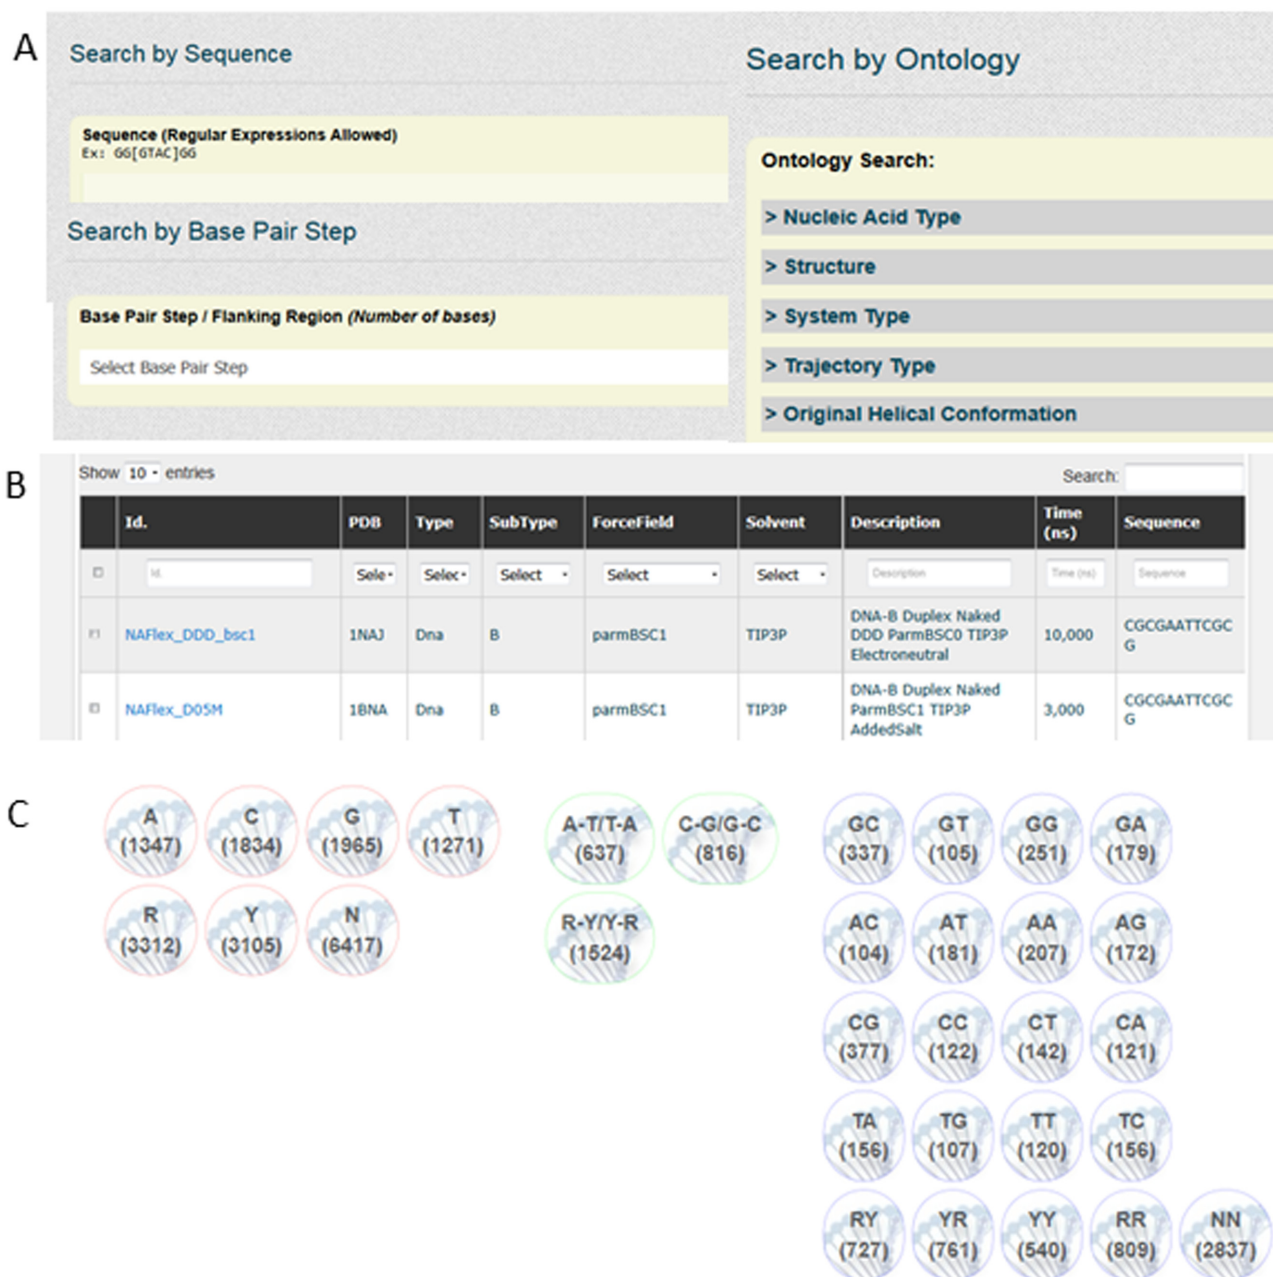 A
Search by Sequence
Sequence (Regular Expressions Allowed)
Ex: GG[GTAC]GG
Search by Base Pair Step
Base Pair Step / Flanking Region (Number of bases)
Select Base Pair Step
Search by Ontology
Ontology Search:
> Nucleic Acid Type
> Structure
> System Type
> Trajectory Type
> Original Helical Conformation
B
Show 10 entries
Search:
Id. PDB Type SubType ForceField Solvent Description Time (ns) Sequence
Id. Sele Selec Select Select Select Description Time (ns) Sequence
NAFlex_DDD_bsc1 1NAJ Dna B parmBSC1 TIP3P DNA-B Duplex Naked DDD ParmBSC0 TIP3P Electroneutral 10,000 CGCGAATTCGC G
NAFlex_D05M 1BNA Dna B parmBSC1 TIP3P DNA-B Duplex Naked ParmBSC1 TIP3P AddedSalt 3,000 CGCGAATTCGC G
C
A C G T
(1347) (1834) (1965) (1271)
R Y N
(3312) (3105) (6417)
A-T/T-A C-G/G-C
(637) (816)
R-Y/Y-R
(1524)
GC GT GG GA
(337) (105) (251) (179)
AC AT AA AG
(104) (181) (207) (172)
CG CC CT CA
(377) (122) (142) (121)
TA TG TT TC
(156) (107) (120) (156)
RY YR YY RR NN
(727) (761) (540) (809) (2837)